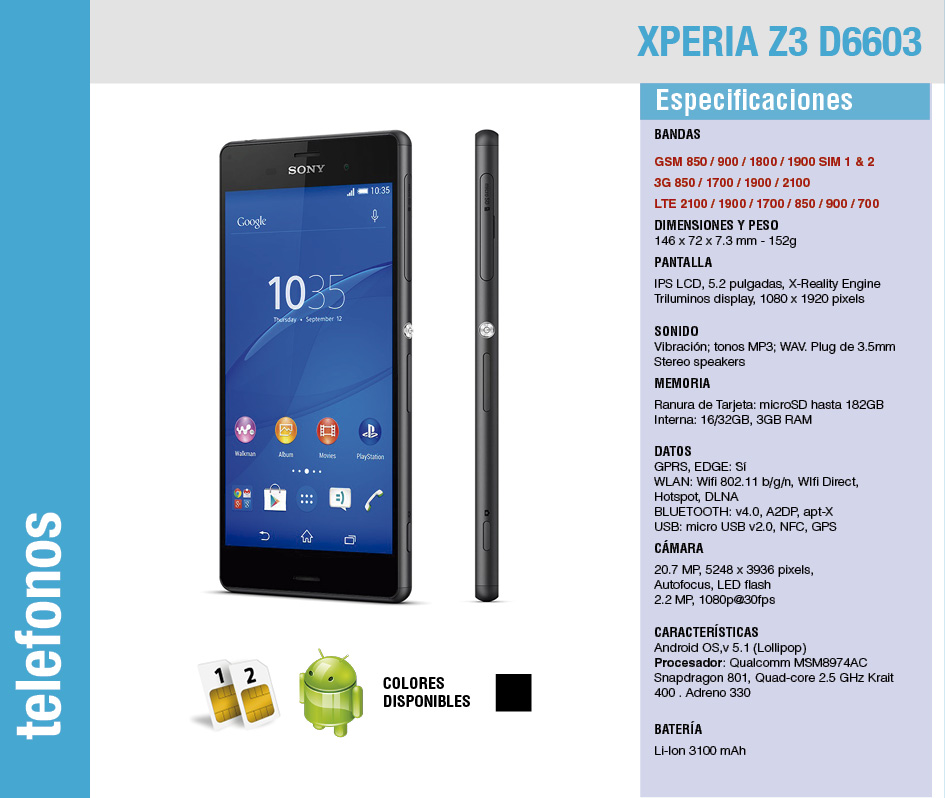 XPERIA Z3 D6603
telefonos
SONY
10:35
Google
10 35
Thursday • September 12
Walkman
Album
Movies
PlayStation
1
2
COLORES
DISPONIBLES
Especificaciones
BANDAS
GSM 850 / 900 / 1800 / 1900 SIM 1 & 2
3G 850 / 1700 / 1900 / 2100
LTE 2100 / 1900 / 1700 / 850 / 900 / 700
DIMENSIONES Y PESO
146 x 72 x 7.3 mm - 152g
PANTALLA
IPS LCD, 5.2 pulgadas, X-Reality Engine
Triluminos display, 1080 x 1920 pixels
SONIDO
Vibración; tonos MP3; WAV. Plug de 3.5mm
Stereo speakers
MEMORIA
Ranura de Tarjeta: microSD hasta 182GB
Interna: 16/32GB, 3GB RAM
DATOS
GPRS, EDGE: Sí
WLAN: Wifi 802.11 b/g/n, WIfi Direct,
Hotspot, DLNA
BLUETOOTH: v4.0, A2DP, apt-X
USB: micro USB v2.0, NFC, GPS
CÁMARA
20.7 MP, 5248 x 3936 pixels,
Autofocus, LED flash
2.2 MP, 1080p@30fps
CARACTERÍSTICAS
Android OS,v 5.1 (Lollipop)
Procesador: Qualcomm MSM8974AC
Snapdragon 801, Quad-core 2.5 GHz Krait
400 . Adreno 330
BATERÍA
Li-Ion 3100 mAh